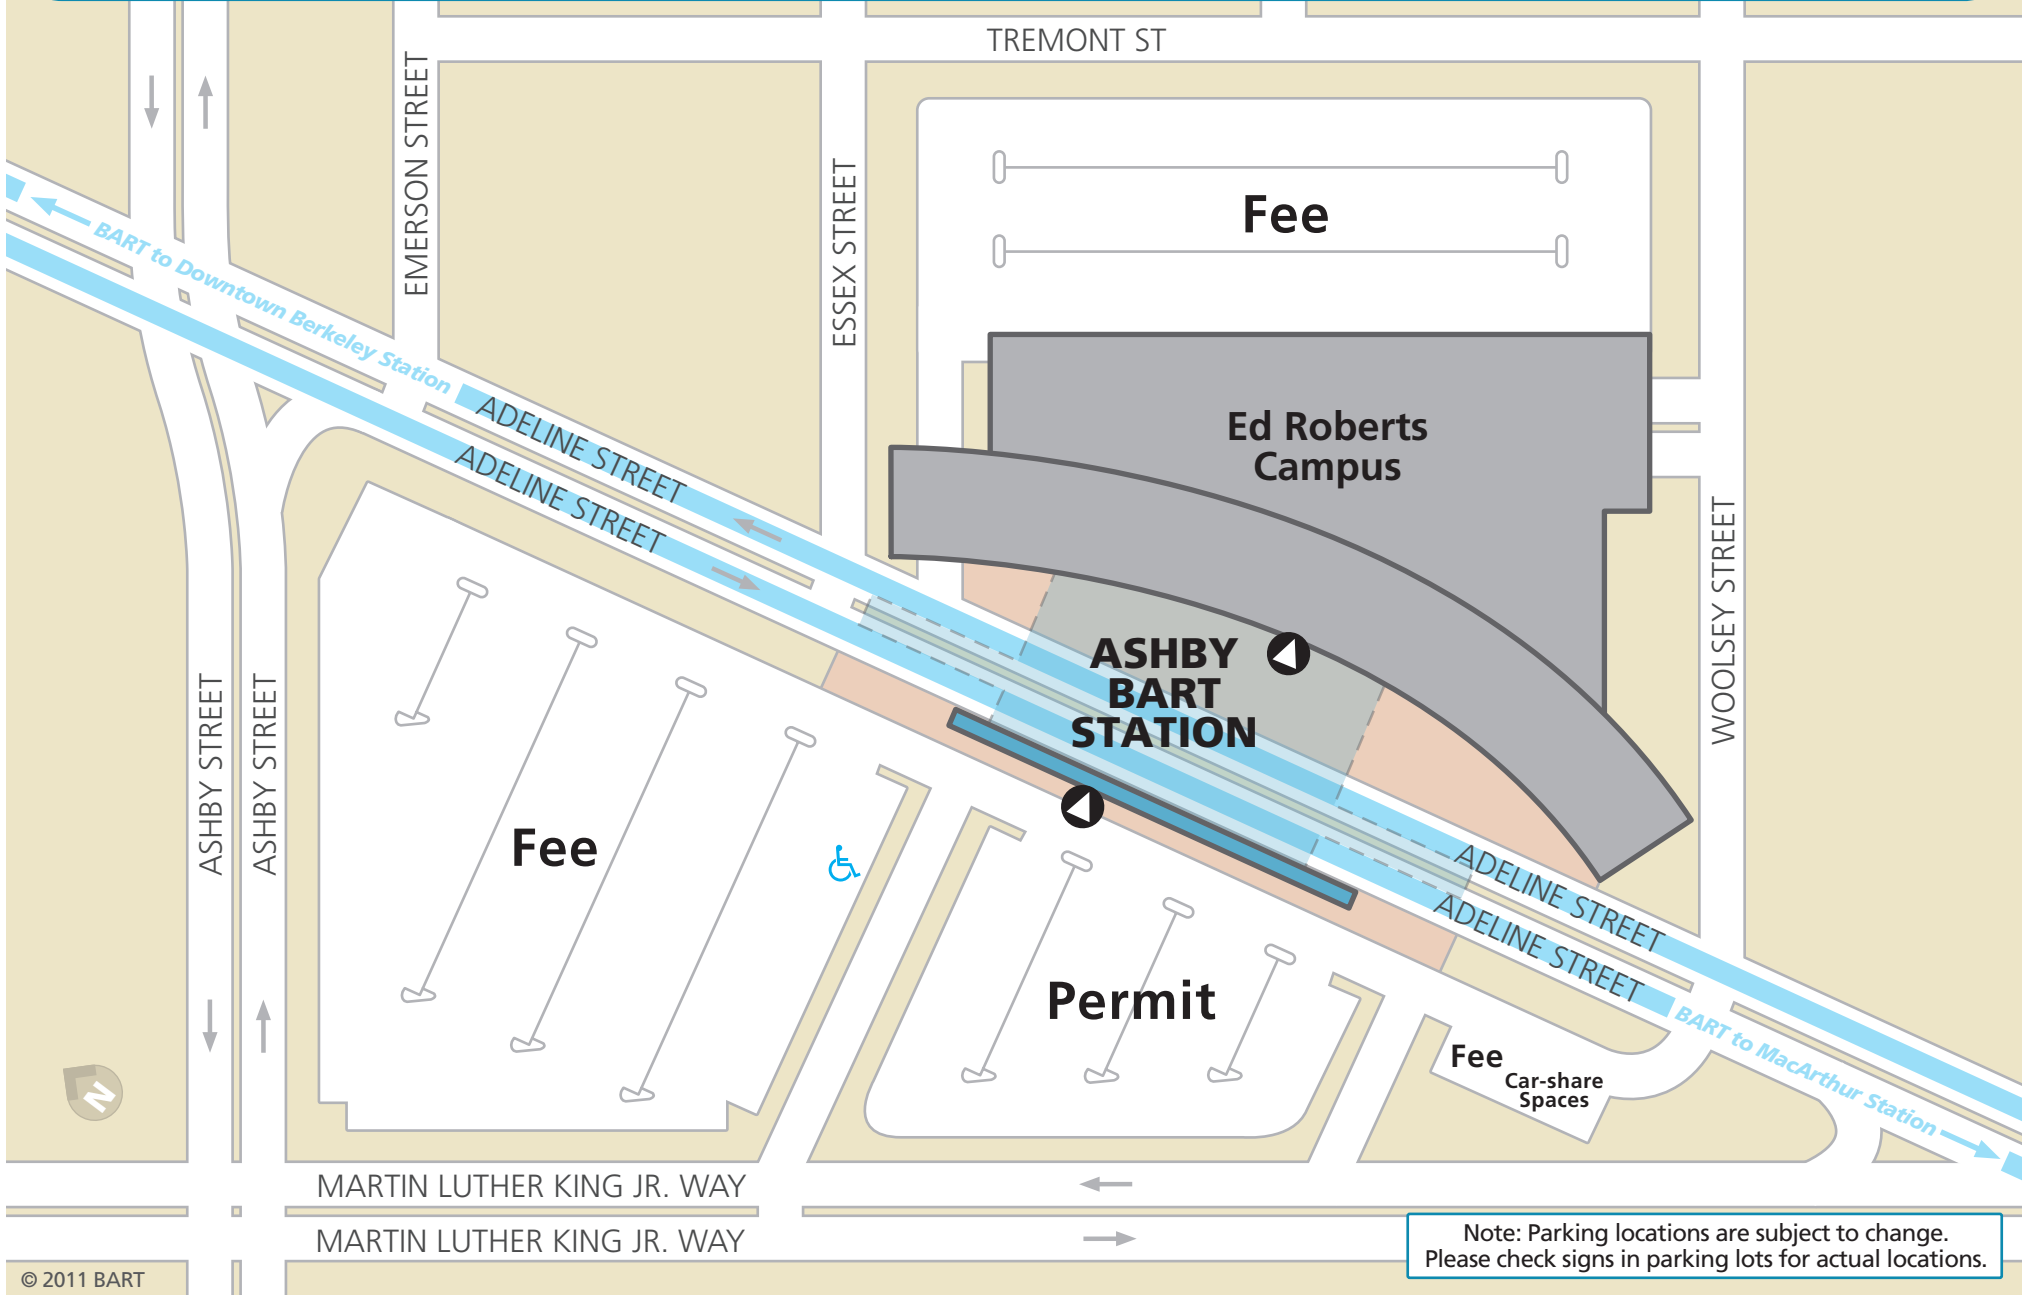 TREMONT ST
EMERSON STREET
ESSEX STREET
Fee
BART to Downtown Berkeley Station
ADELINE STREET
ADELINE STREET
Ed Roberts
Campus
WOOLSEY STREET
ASHBY
BART
STATION
ASHBY STREET
ASHBY STREET
Fee
ADELINE STREET
ADELINE STREET
Permit
BART to MacArthur Station
Fee
Car-share
Spaces
N
MARTIN LUTHER KING JR. WAY
MARTIN LUTHER KING JR. WAY
Note: Parking locations are subject to change.
Please check signs in parking lots for actual locations.
© 2011 BART